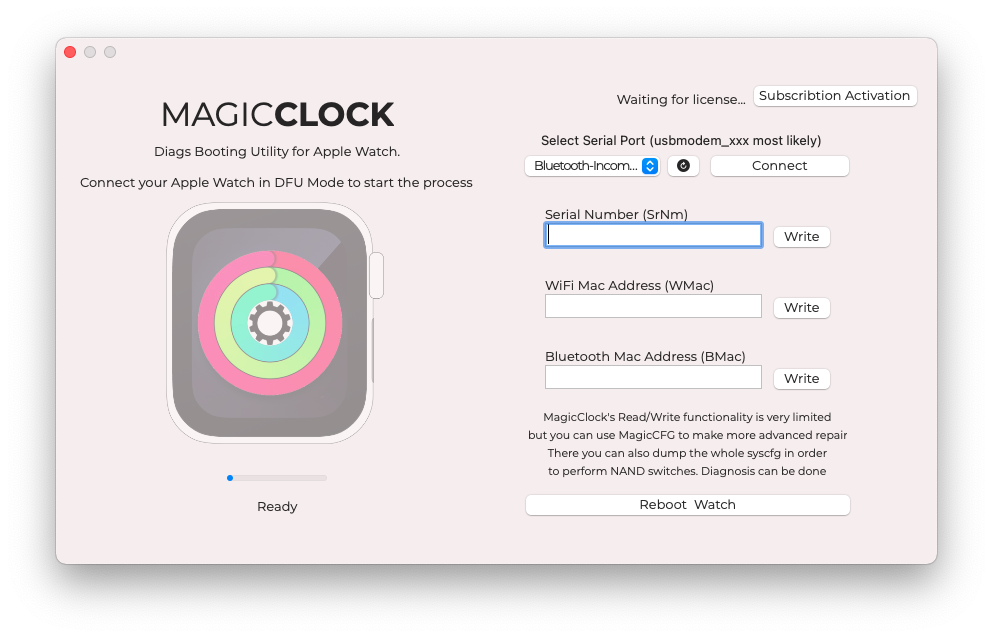 MAGICCLOCK
Diags Booting Utility for Apple Watch.
Connect your Apple Watch in DFU Mode to start the process
Ready
Waiting for license...
Subscribtion Activation
Select Serial Port (usbmodem_xxx most likely)
Bluetooth-Incom...
Connect
Serial Number (SrNm)
Write
WiFi Mac Address (WMac)
Write
Bluetooth Mac Address (BMac)
Write
MagicClock's Read/Write functionality is very limited
but you can use MagicCFG to make more advanced repair
There you can also dump the whole syscfg in order
to perform NAND switches. Diagnosis can be done
Reboot Watch